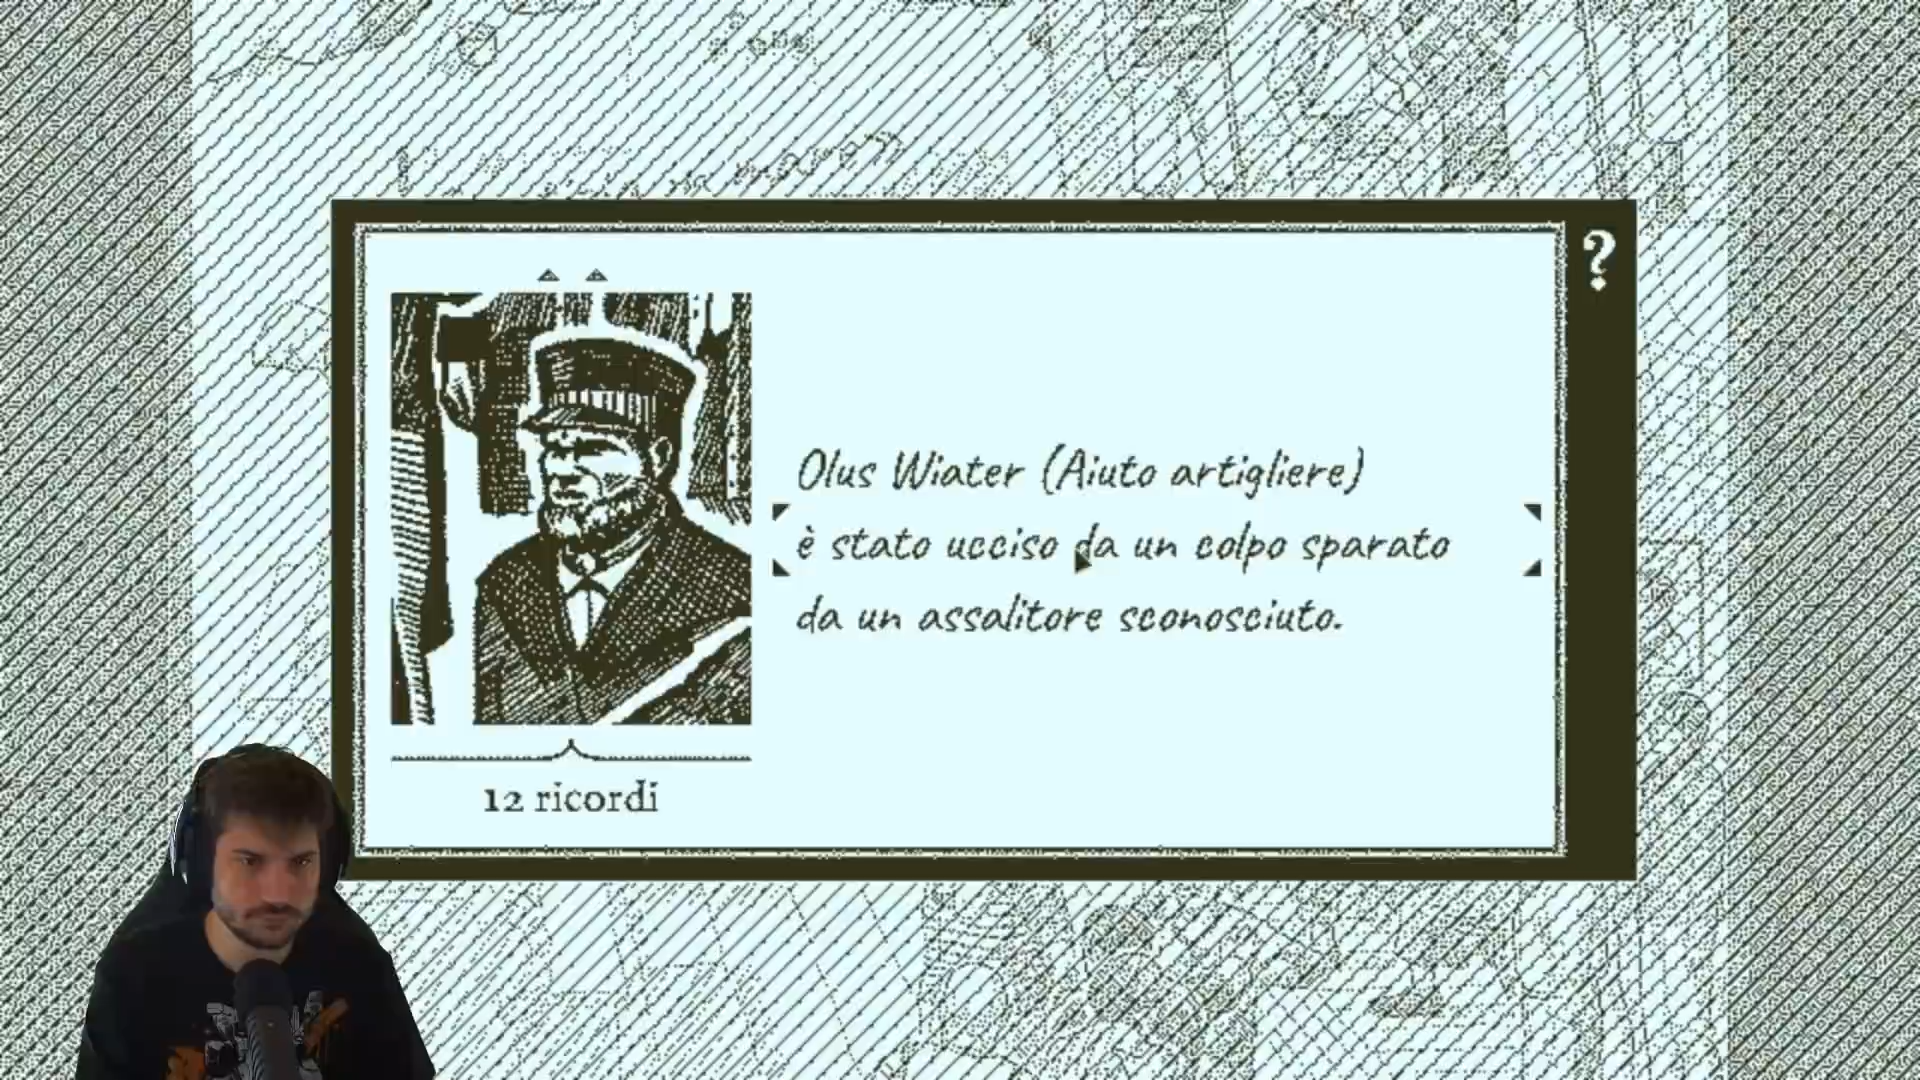 ?
Olus Wiater (Aiuto artigliere)
è stato ucciso da un colpo sparato
da un assalitore sconosciuto.
12 ricordi